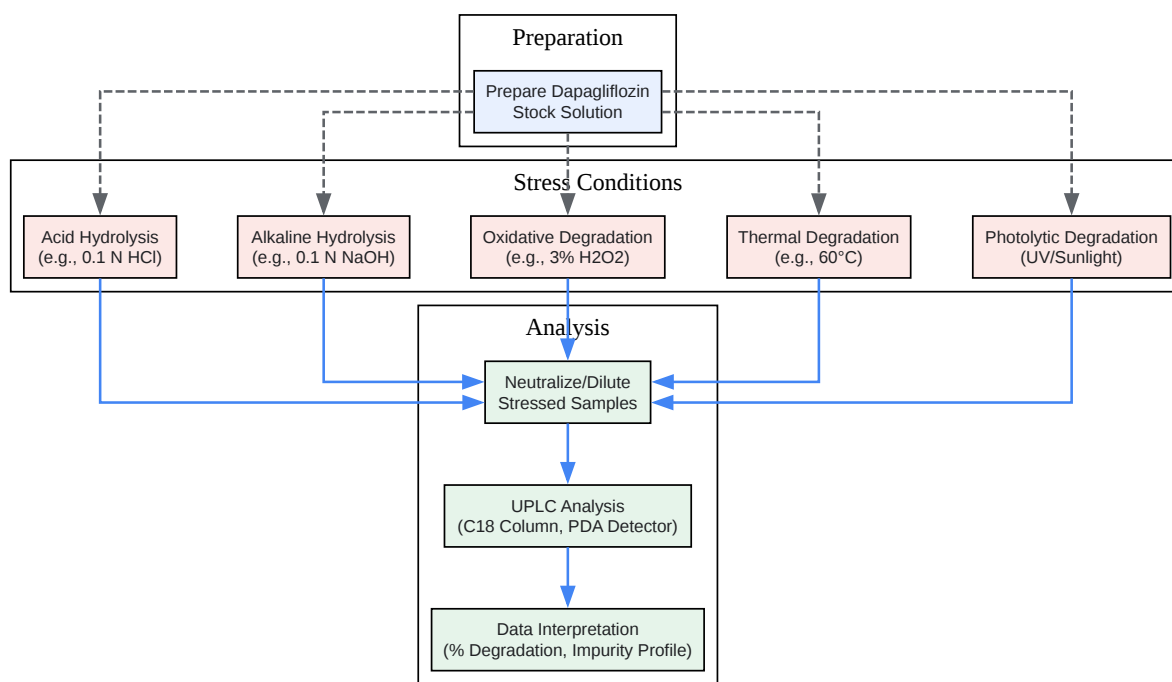 Preparation
Prepare Dapagliflozin
Stock Solution
Stress Conditions
Acid Hydrolysis
(e.g., 0.1 N HCl)
Alkaline Hydrolysis
(e.g., 0.1 N NaOH)
Oxidative Degradation
(e.g., 3% H2O2)
Thermal Degradation
(e.g., 60°C)
Photolytic Degradation
(UV/Sunlight)
Analysis
Neutralize/Dilute
Stressed Samples
UPLC Analysis
(C18 Column, PDA Detector)
Data Interpretation
(% Degradation, Impurity Profile)